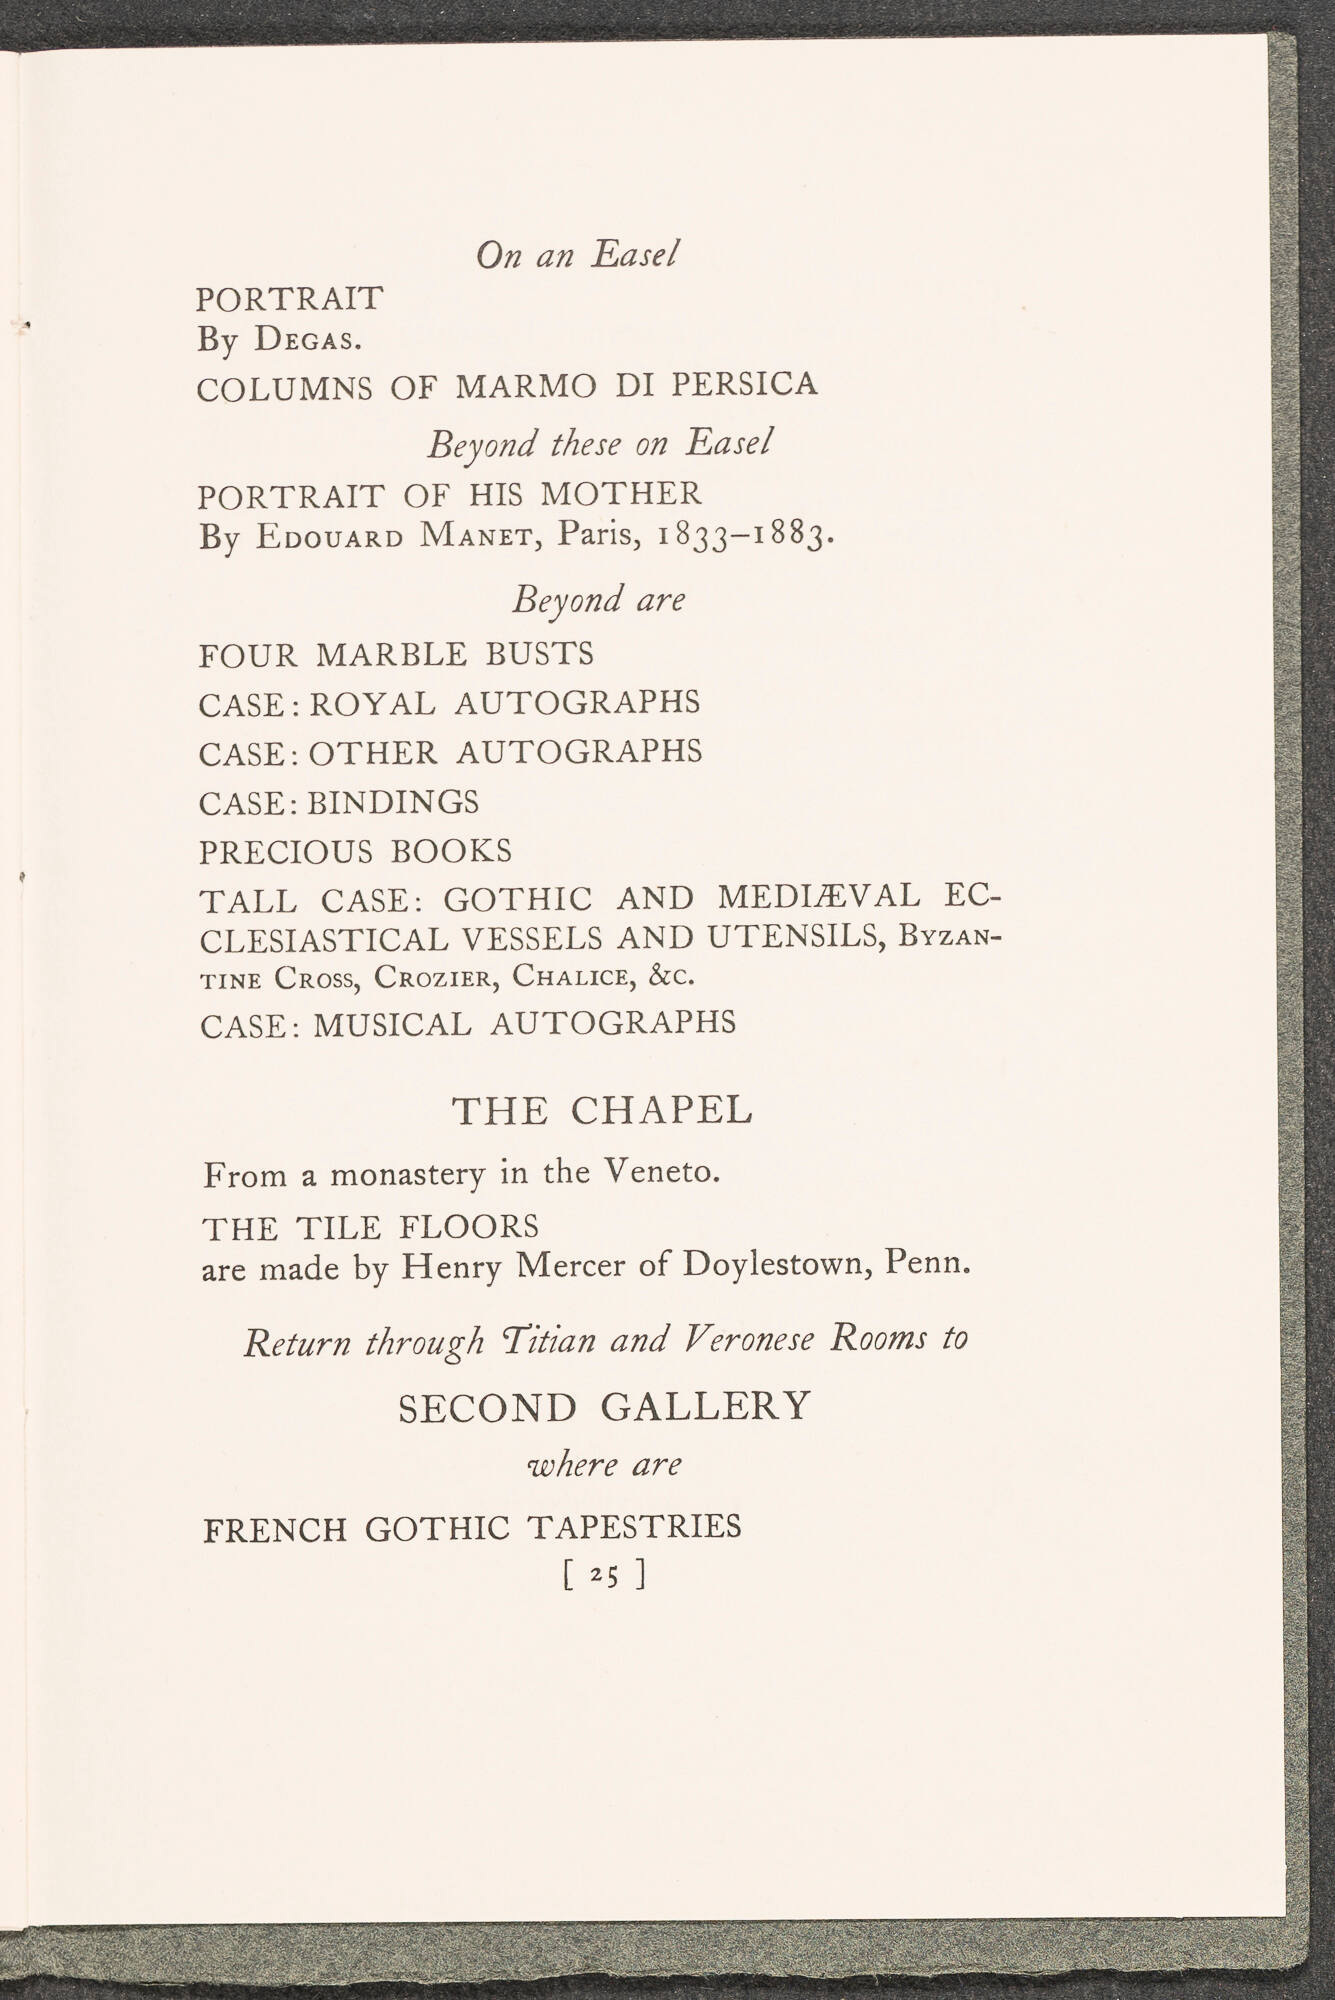 On an Easel
PORTRAIT
By Degas.
COLUMNS OF MARMO DI PERSICA
Beyond these on Easel
PORTRAIT OF HIS MOTHER
By Edouard Manet, Paris, 1833–1883.
Beyond are
FOUR MARBLE BUSTS
CASE: ROYAL AUTOGRAPHS
CASE: OTHER AUTOGRAPHS
CASE: BINDINGS
PRECIOUS BOOKS
TALL CASE: GOTHIC AND MEDIÆVAL EC-
CLESIASTICAL VESSELS AND UTENSILS, Byzan-
tine Cross, Crozier, Chalice, &c.
CASE: MUSICAL AUTOGRAPHS
THE CHAPEL
From a monastery in the Veneto.
THE TILE FLOORS
are made by Henry Mercer of Doylestown, Penn.
Return through Titian and Veronese Rooms to
SECOND GALLERY
where are
FRENCH GOTHIC TAPESTRIES
[ 25 ]